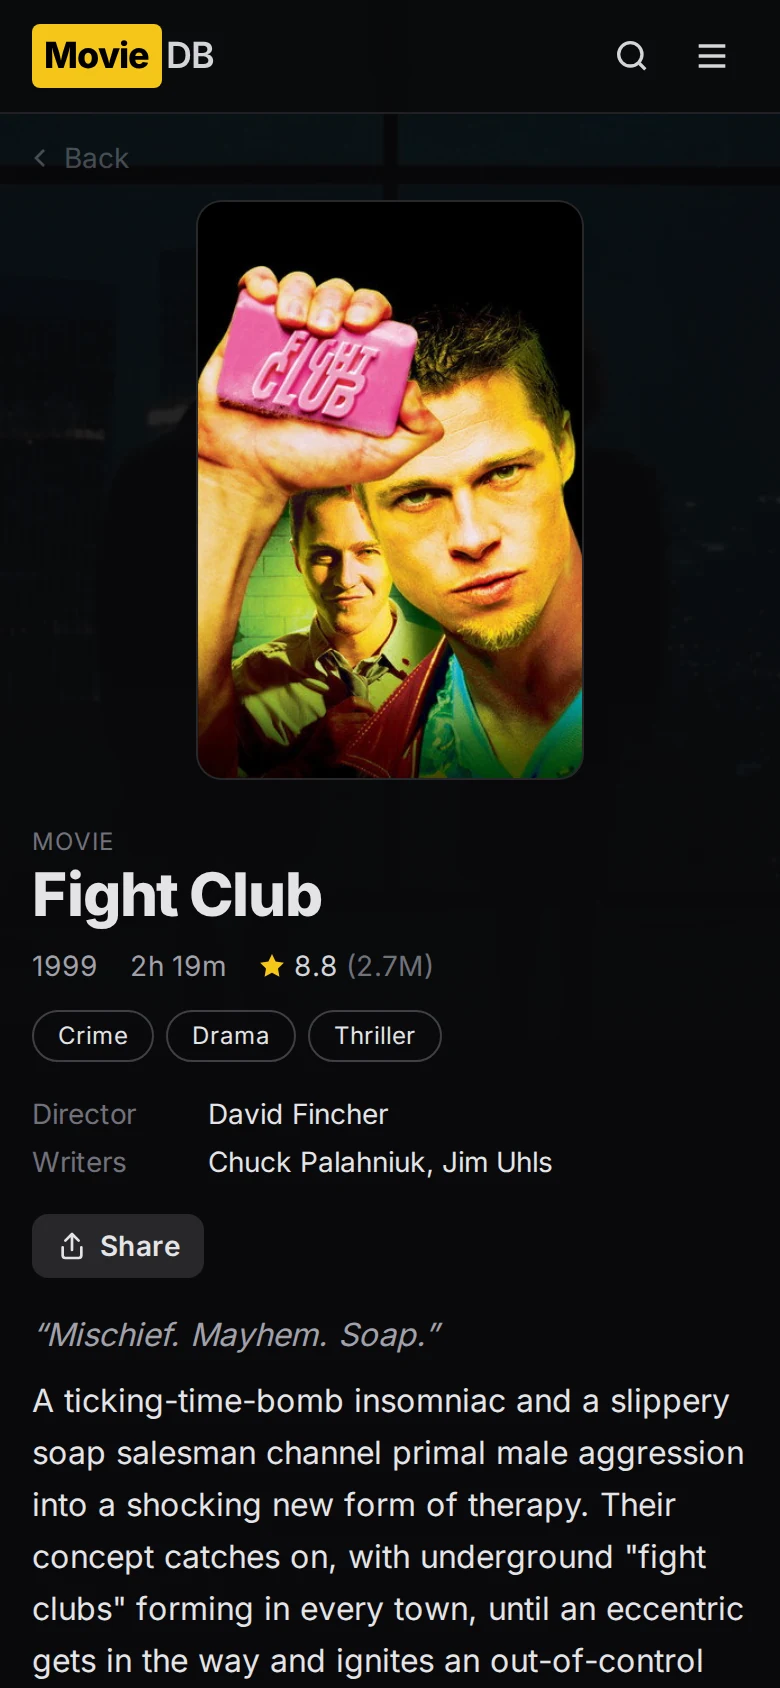 Movie DB
Back
FIGHT
CLUB
MOVIE
Fight Club
1999 2h 19m 8.8 (2.7M)
Crime Drama Thriller
Director David Fincher
Writers Chuck Palahniuk, Jim Uhls
Share
“Mischief. Mayhem. Soap.”
A ticking-time-bomb insomniac and a slippery
soap salesman channel primal male aggression
into a shocking new form of therapy. Their
concept catches on, with underground "fight
clubs" forming in every town, until an eccentric
gets in the way and ignites an out-of-control